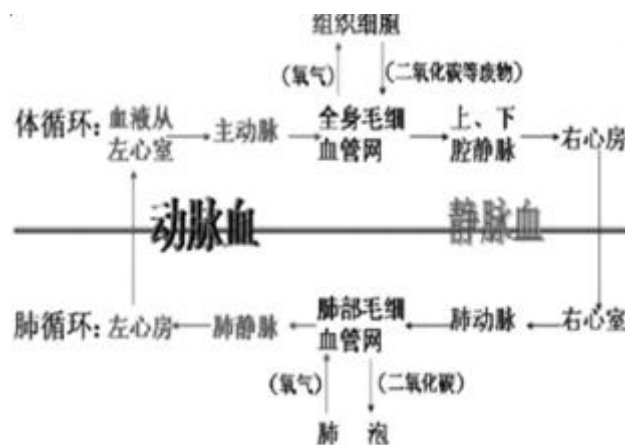 组织细胞
(氧气) (二氧化碳等废物)
体循环: 血液从左心室 主动脉 全身毛细血管网 上、下腔静脉 右心房
动脉血 静脉血
肺循环: 左心房 肺静脉 肺部毛细血管网 肺动脉 右心室
(氧气) (二氧化碳)
肺 泡